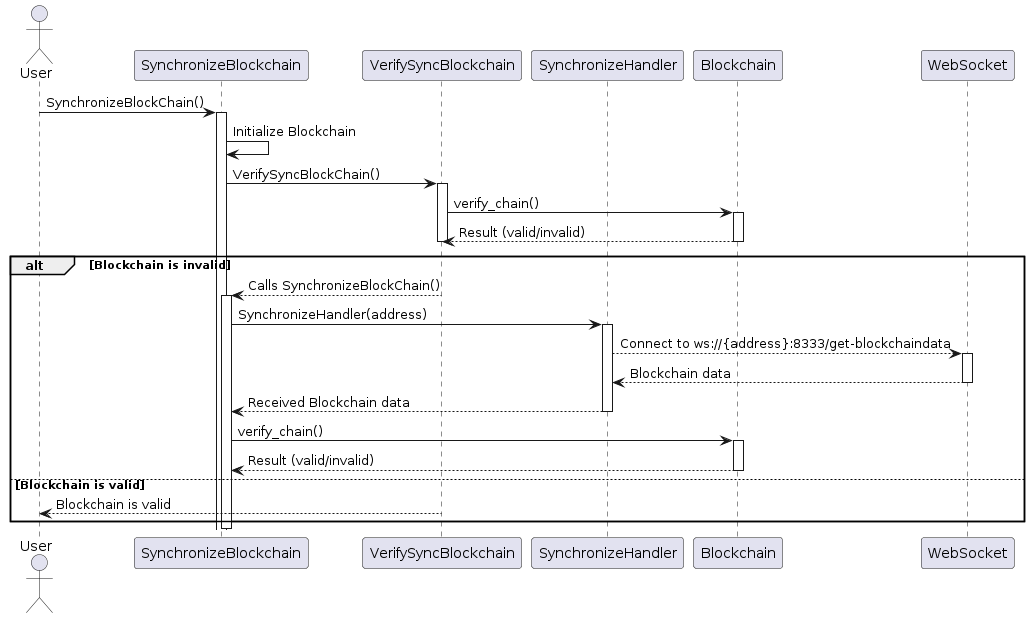 User
SynchronizeBlockchain
VerifySyncBlockchain
SynchronizeHandler
Blockchain
WebSocket
SynchronizeBlockChain()
Initialize Blockchain
VerifySyncBlockChain()
verify_chain()
Result (valid/invalid)
alt
[Blockchain is invalid]
Calls SynchronizeBlockChain()
SynchronizeHandler(address)
Connect to ws://{address}:8333/get-blockchaindata
Blockchain data
Received Blockchain data
verify_chain()
Result (valid/invalid)
[Blockchain is valid]
Blockchain is valid
User
SynchronizeBlockchain
VerifySyncBlockchain
SynchronizeHandler
Blockchain
WebSocket